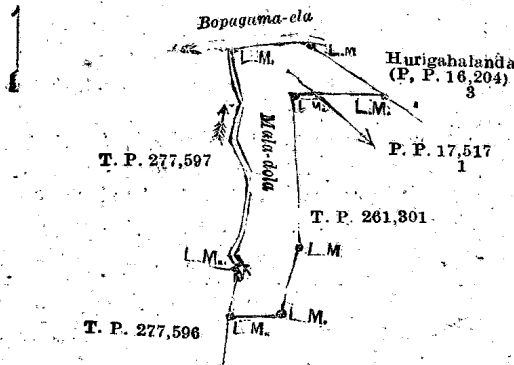 Bopaguma-ela
L. M.
L. M.
Hurigahalanda
(P, P. 16,204)
3
L. M.
L. M.
P. P. 17,517
1
Mala-dola
T. P. 277,597
T. P. 261,301
L. M.
L. M.
T. P. 277,596
L. M.
L. M.